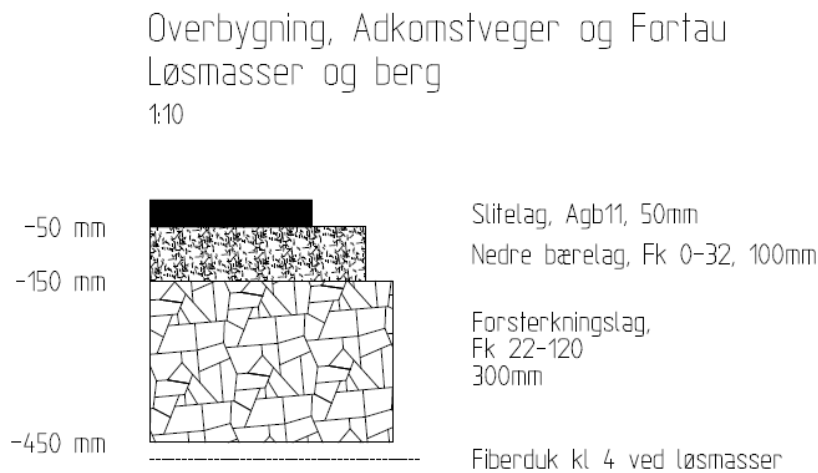 Overbygning, Adkomstveger og Fortau
Løsmasser og berg
1:10
-50 mm
Slitelag, Agb11, 50mm
Nedre bærelag, Fk 0-32, 100mm
-150 mm
Forsterkningslag,
Fk 22-120
300mm
-450 mm
Fiberduk kl 4 ved løsmasser